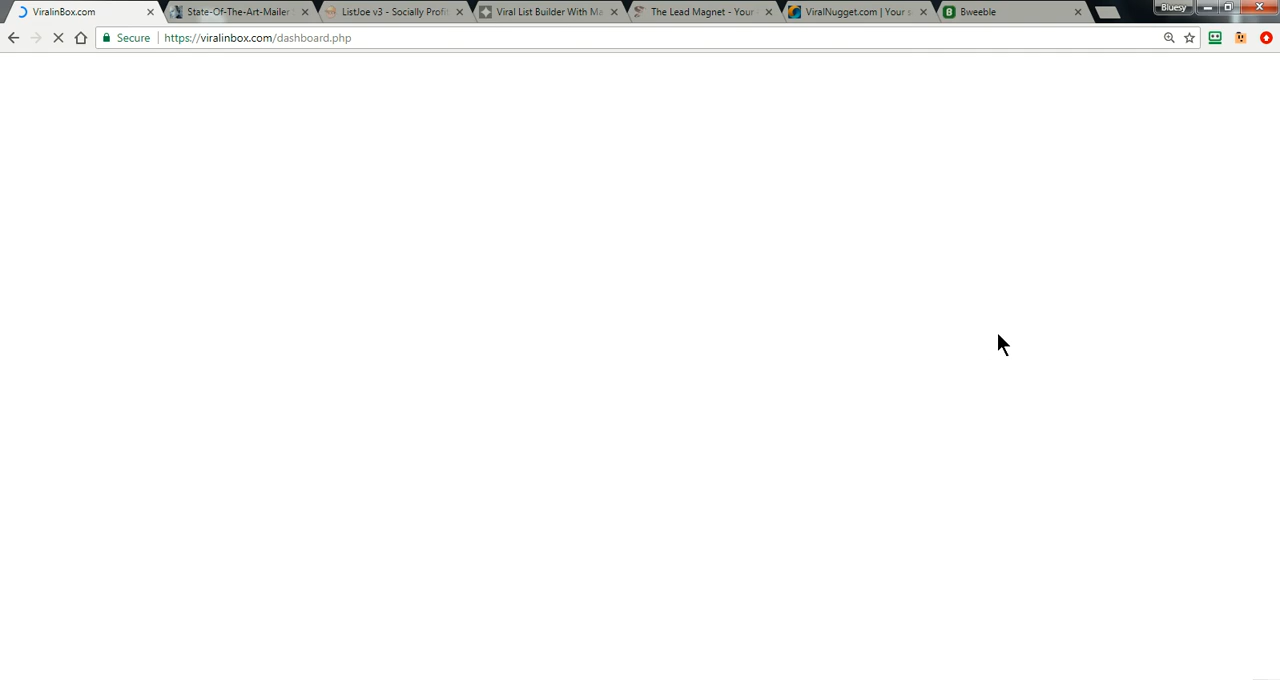 ViralinBox.com
State-Of-The-Art-Mailer
ListJoe v3 - Socially Profi
Viral List Builder With Ma
The Lead Magnet - Your
ViralNugget.com | Your s
Bweeble
Bluesy
Secure
https://viralinbox.com/dashboard.php